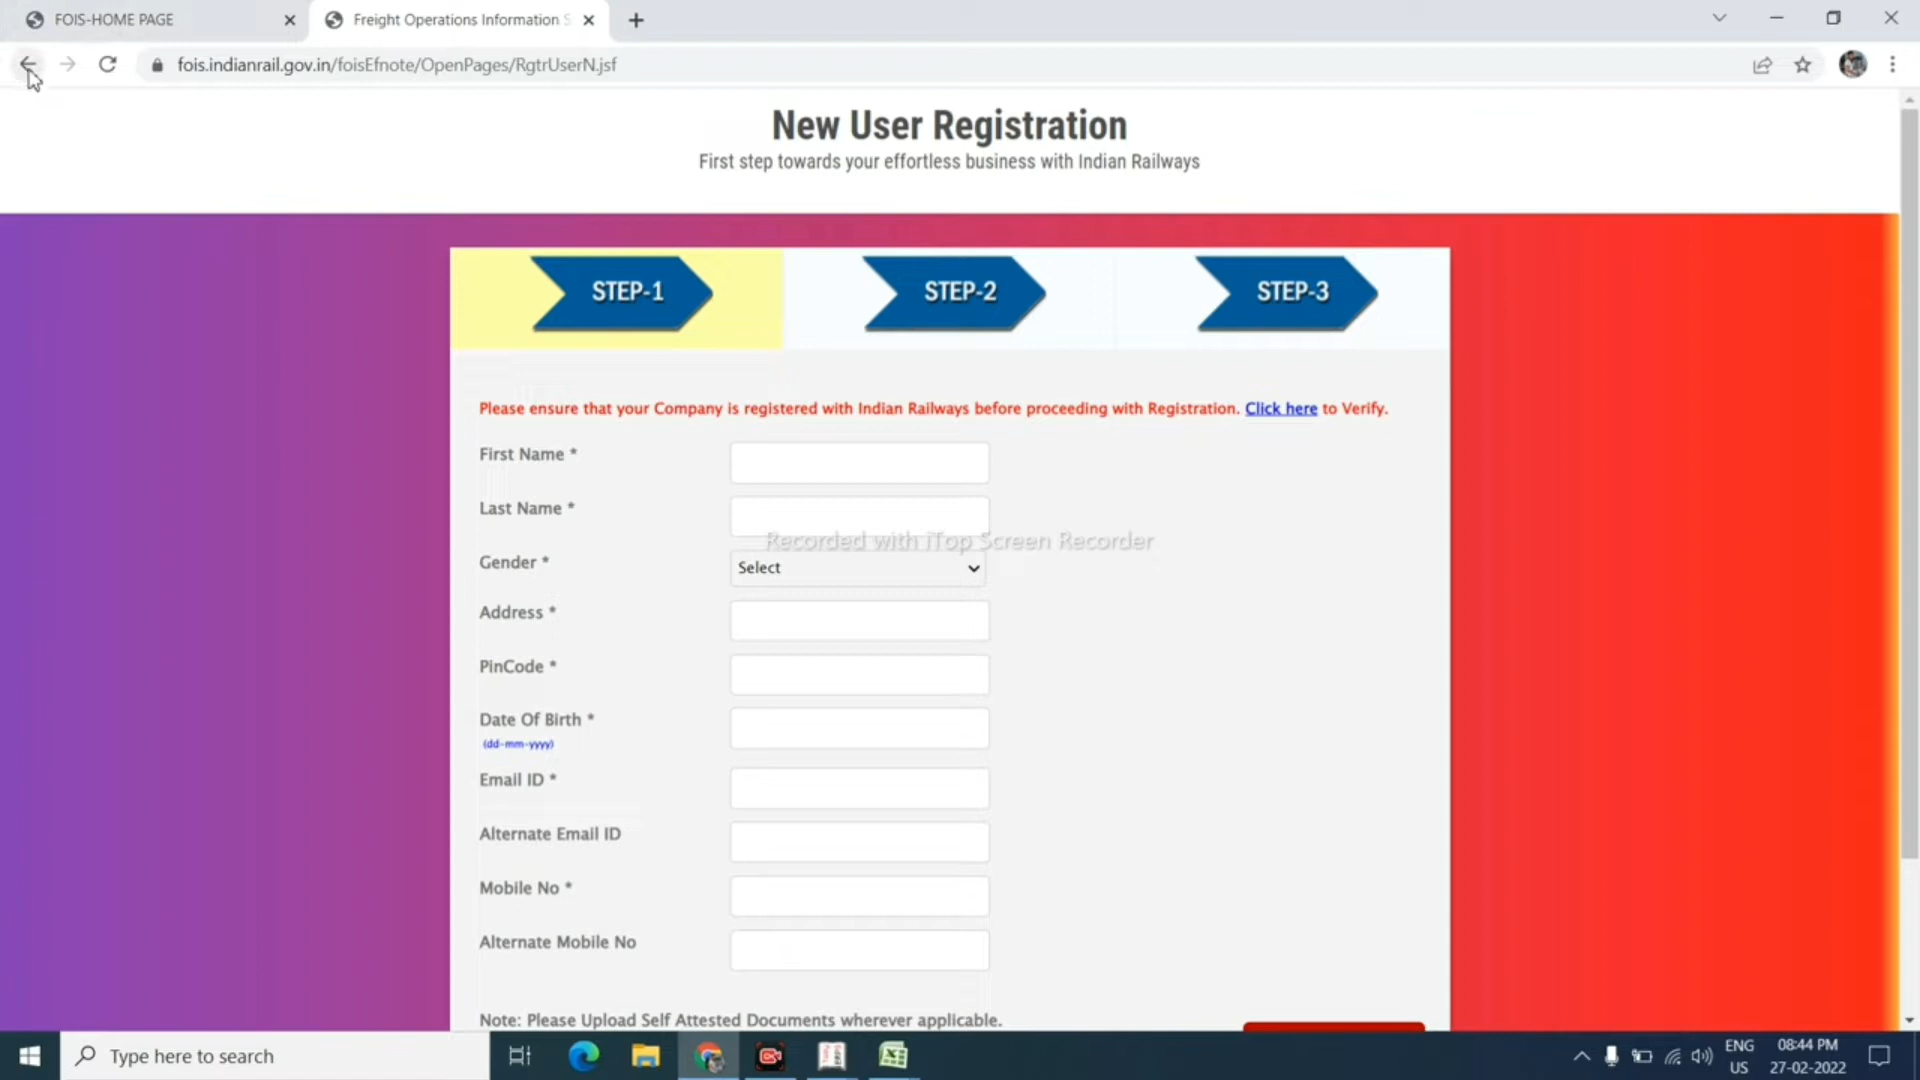 FOIS-HOME PAGE
Freight Operations Information S
fois.indianrail.gov.in/foisEfnote/OpenPages/RgtrUserN.jsf
New User Registration
First step towards your effortless business with Indian Railways
STEP-1
STEP-2
STEP-3
Please ensure that your Company is registered with Indian Railways before proceeding with Registration. Click here to Verify.
First Name *
Last Name *
Recorded with iTop Screen Recorder
Gender *
Select
Address *
PinCode *
Date Of Birth *
(dd-mm-yyyy)
Email ID *
Alternate Email ID
Mobile No *
Alternate Mobile No
Note: Please Upload Self Attested Documents wherever applicable.
Type here to search
ENG
US
08:44 PM
27-02-2022